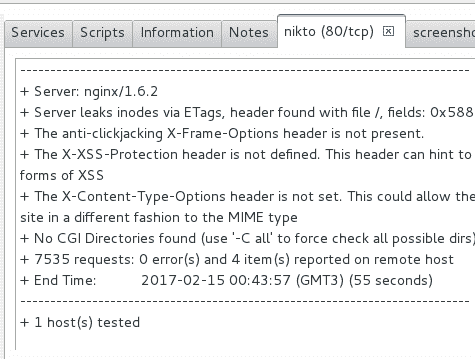 Services Scripts Information Notes nikto (80/tcp) screensho
--------------------------------------------------------------------------
+ Server: nginx/1.6.2
+ Server leaks inodes via ETags, header found with file /, fields: 0x588
+ The anti-clickjacking X-Frame-Options header is not present.
+ The X-XSS-Protection header is not defined. This header can hint to
forms of XSS
+ The X-Content-Type-Options header is not set. This could allow the
site in a different fashion to the MIME type
+ No CGI Directories found (use '-C all' to force check all possible dirs)
+ 7535 requests: 0 error(s) and 4 item(s) reported on remote host
+ End Time: 2017-02-15 00:43:57 (GMT3) (55 seconds)
--------------------------------------------------------------------------
+ 1 host(s) tested